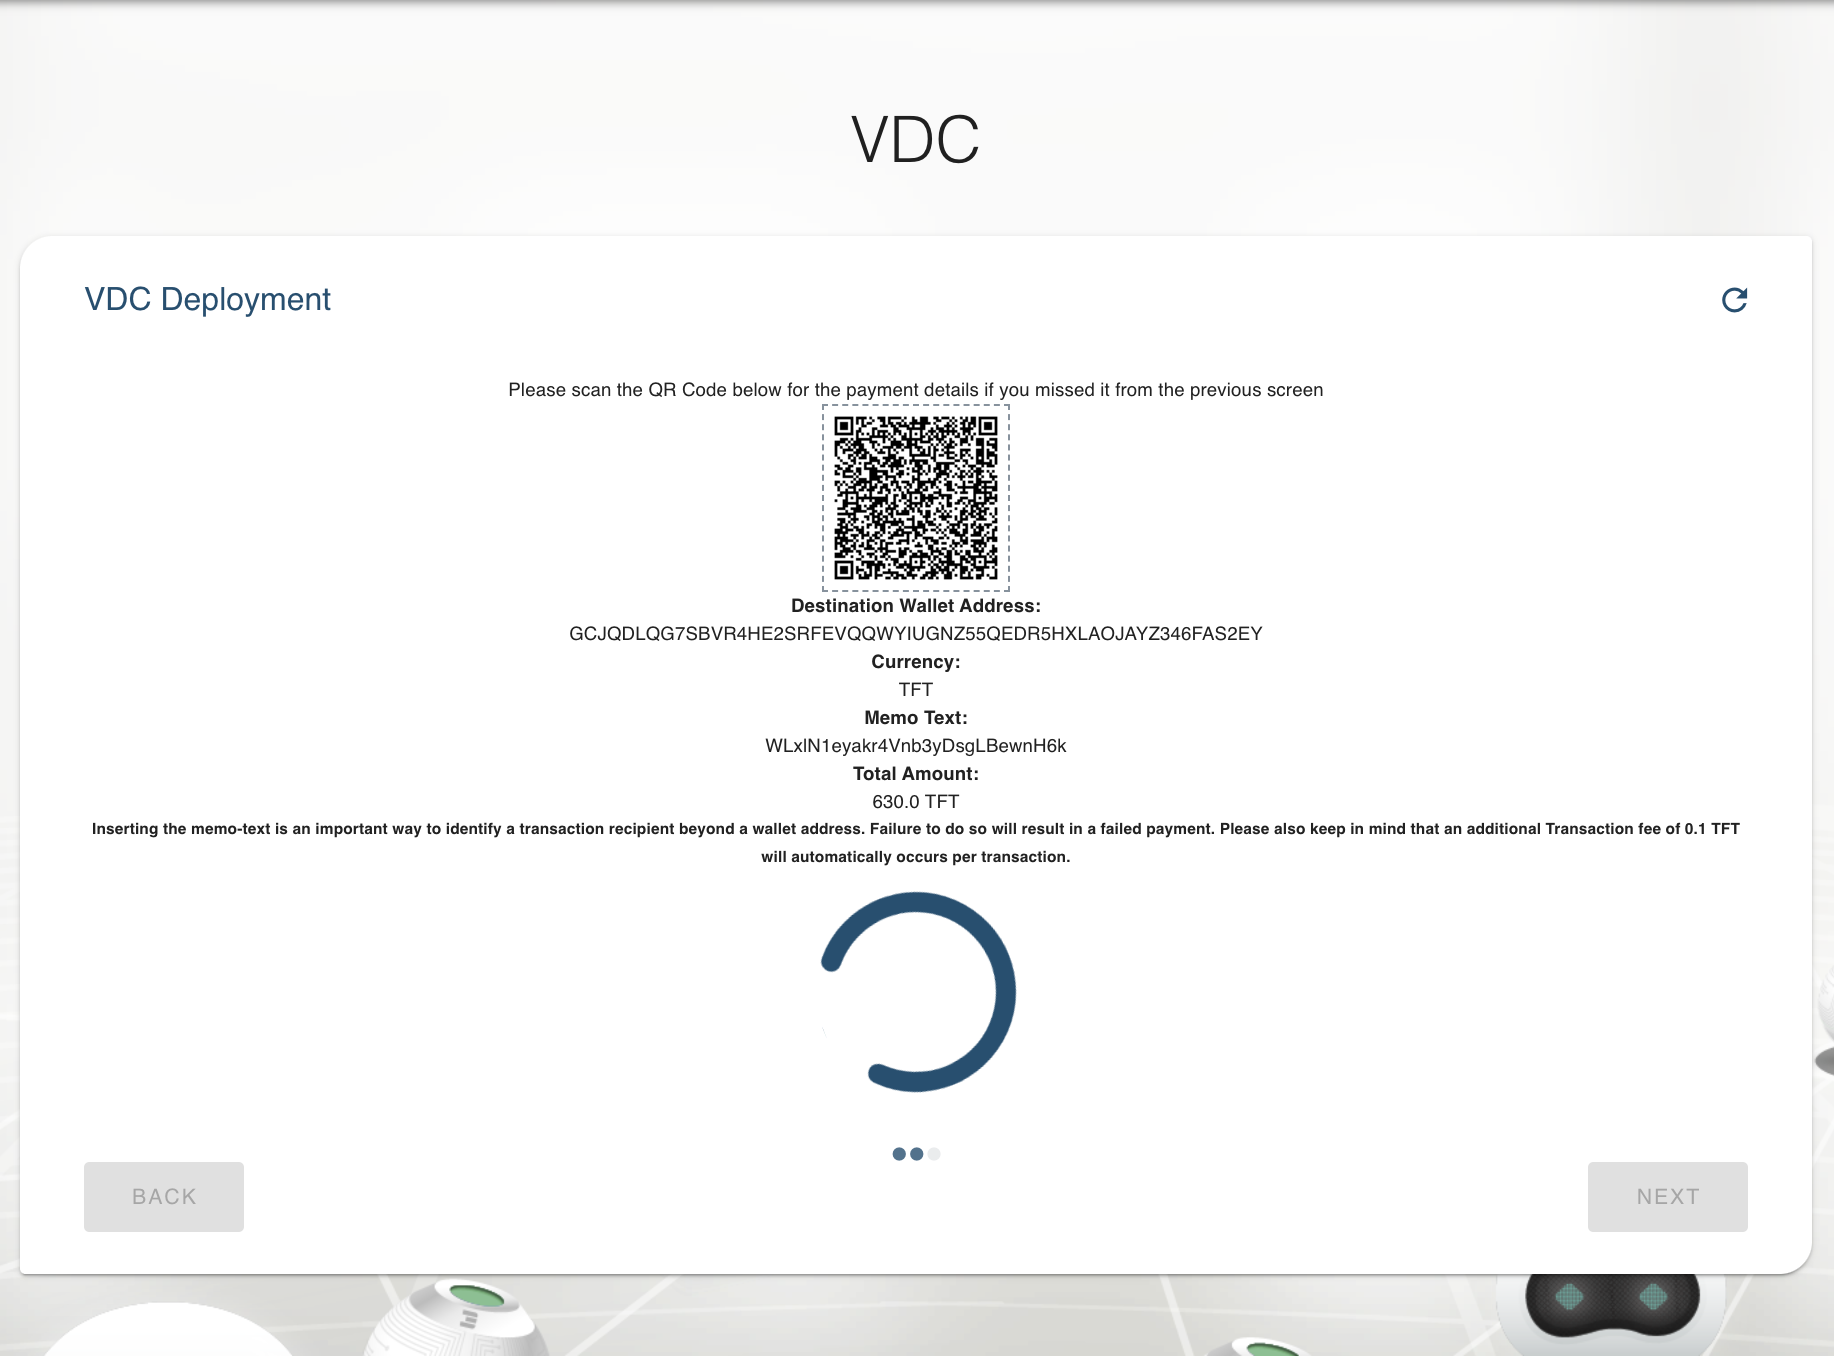 VDC
VDC Deployment
Please scan the QR Code below for the payment details if you missed it from the previous screen
Destination Wallet Address:
GCJQDLQG7SBVR4HE2SRFEVQQWYIUGNZ55QEDR5HXLAOJAYZ346FAS2EY
Currency:
TFT
Memo Text:
WLxlN1eyakr4Vnb3yDsgLBewnH6k
Total Amount:
630.0 TFT
Inserting the memo-text is an important way to identify a transaction recipient beyond a wallet address. Failure to do so will result in a failed payment. Please also keep in mind that an additional Transaction fee of 0.1 TFT
will automatically occurs per transaction.
BACK
NEXT